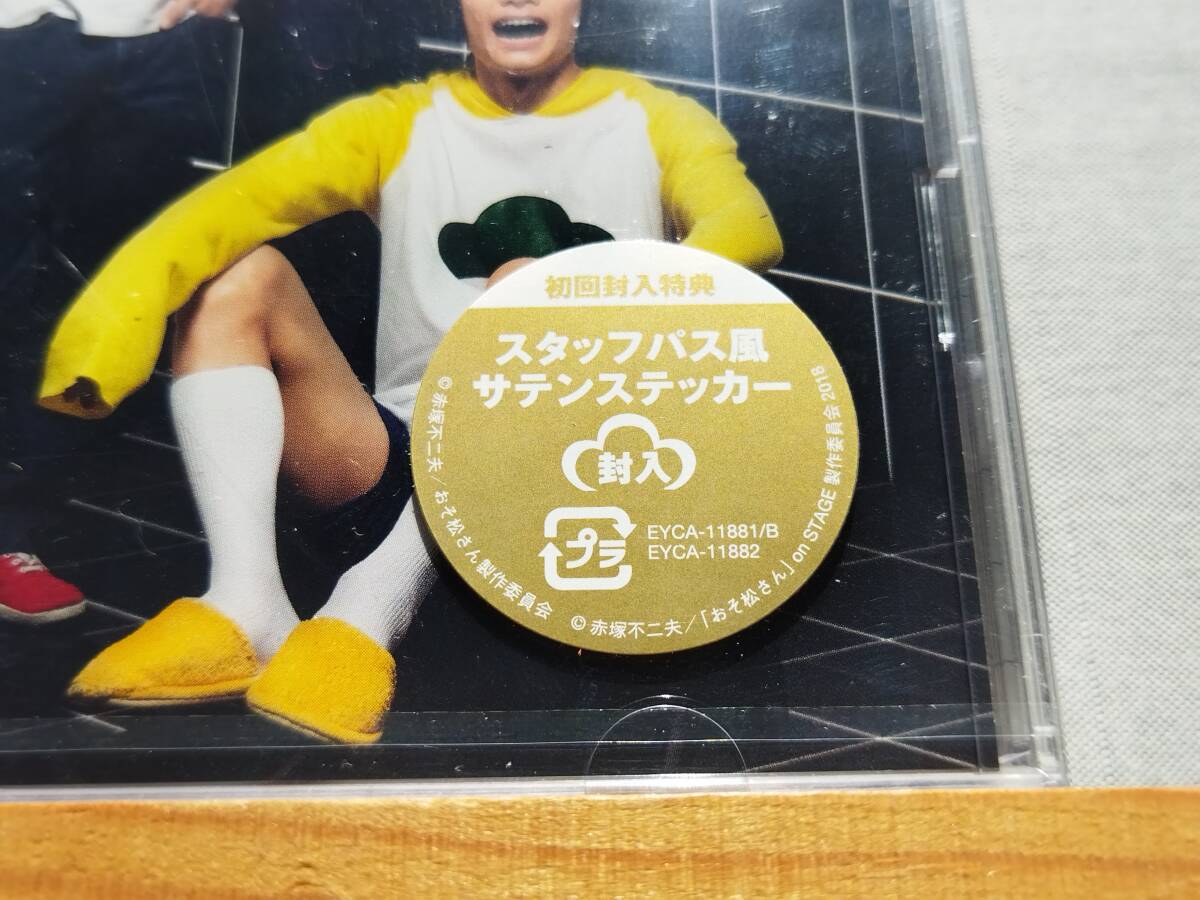 初回封入特典
スタッフパス風
サテンステッカー
封入
プラ
EYCA-11881/B
EYCA-11882
©赤塚不二夫/おそ松さん製作委員会
©赤塚不二夫/「おそ松さん」on STAGE 製作委員会 2018